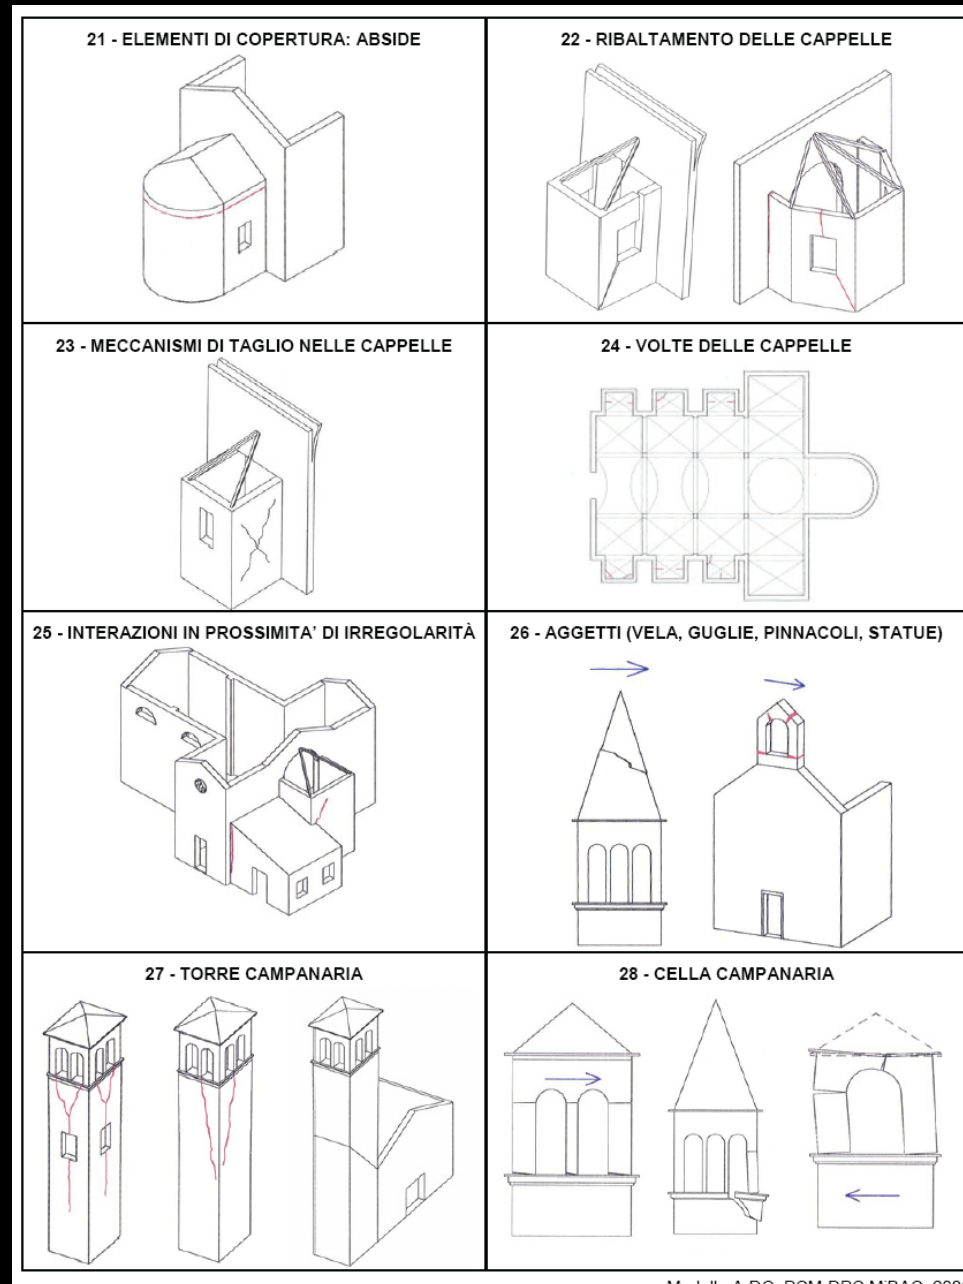 21 - ELEMENTI DI COPERTURA: ABSIDE
22 - RIBALTAMENTO DELLE CAPPELLE
23 - MECCANISMI DI TAGLIO NELLE CAPPELLE
24 - VOLTE DELLE CAPPELLE
25 - INTERAZIONI IN PROSSIMITA' DI IRREGOLARITÀ
26 - AGGETTI (VELA, GUGLIE, PINNACOLI, STATUE)
27 - TORRE CAMPANARIA
28 - CELLA CAMPANARIA